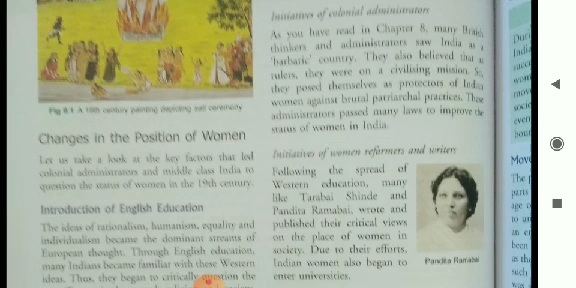 Fig 9.1 A 19th century painting depicting sati ceremony
Changes in the Position of Women
Let us take a look at the key factors that led
colonial administrators and middle class India to
question the status of women in the 19th century.
Introduction of English Education
The ideas of rationalism, humanism, equality and
individualism became the dominant streams of
European thought. Through English education,
many Indians became familiar with these Western
ideas. Thus, they began to critically question the
Initiatives of colonial administrators
As you have read in Chapter 8, many British
thinkers and administrators saw India as a
'barbaric' country. They also believed that as
rulers, they were on a civilising mission. So,
they posed themselves as protectors of Indian
women against brutal patriarchal practices. These
administrators passed many laws to improve the
status of women in India.
Initiatives of women reformers and writers
Following the spread of
Western education, many
like Tarabai Shinde and
Pandita Ramabai, wrote and
published their critical views
on the place of women in
society. Due to their efforts,
Indian women also began to
enter universities.
Pandita Ramabai
Move
The
parts
age
to
been
as the
such
was